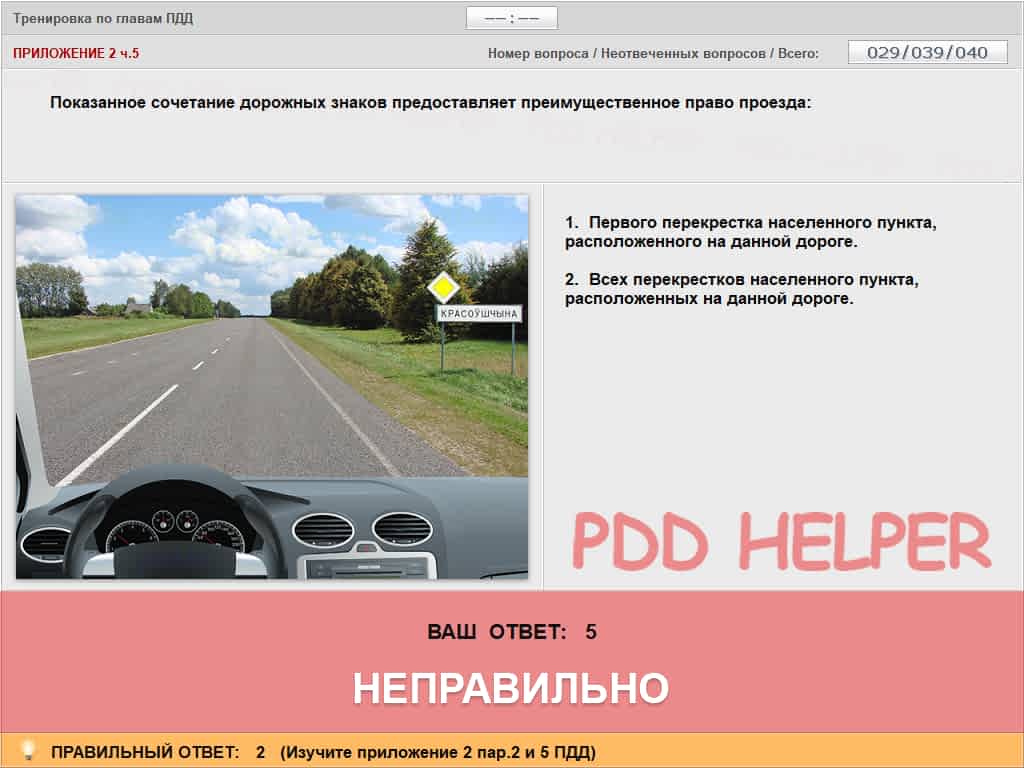 Тренировка по главам ПДД
—— : ——
ПРИЛОЖЕНИЕ 2 ч.5
Номер вопроса / Неотвеченных вопросов / Всего:
029/039/040
Показанное сочетание дорожных знаков предоставляет преимущественное право проезда:
КРАСОЎШЧЫНА
1. Первого перекрестка населенного пункта,
расположенного на данной дороге.
2. Всех перекрестков населенного пункта,
расположенных на данной дороге.
PDD HELPER
ВАШ ОТВЕТ: 5
НЕПРАВИЛЬНО
ПРАВИЛЬНЫЙ ОТВЕТ: 2 (Изучите приложение 2 пар.2 и 5 ПДД)